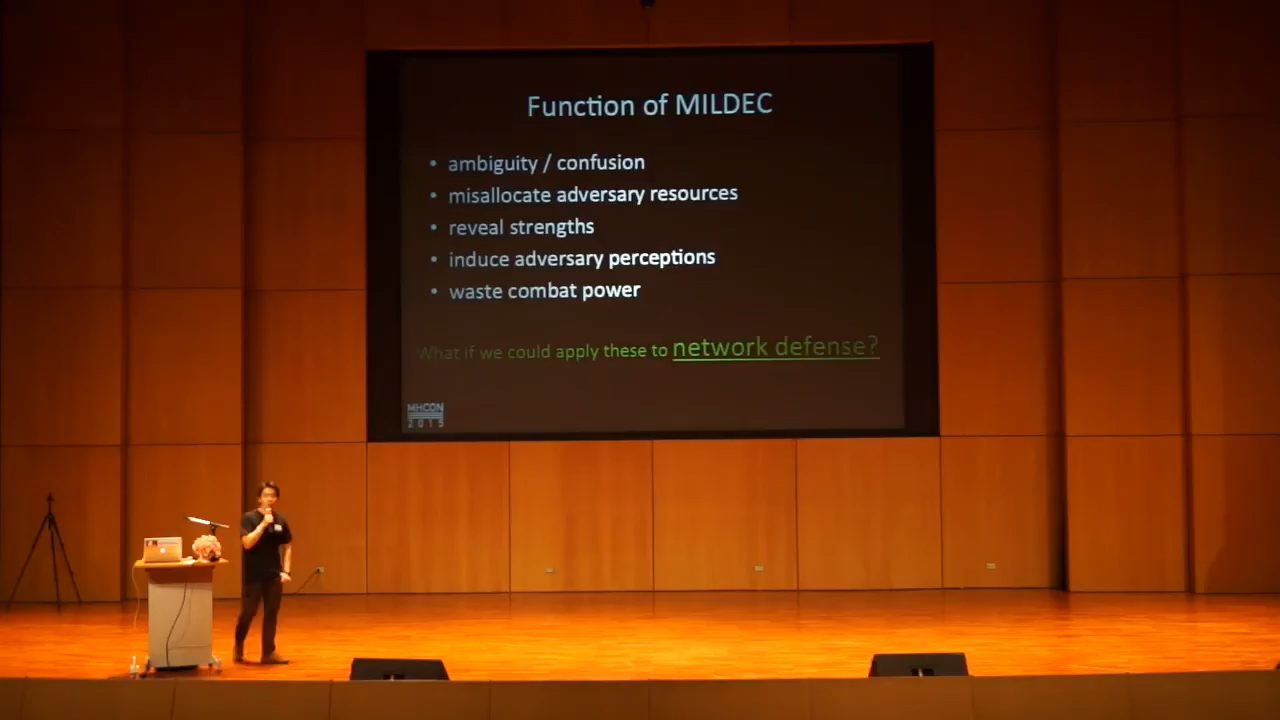 Function of MILDEC
• ambiguity / confusion
• misallocate adversary resources
• reveal strengths
• induce adversary perceptions
• waste combat power
What if we could apply these to network defense?
MHCON
2015